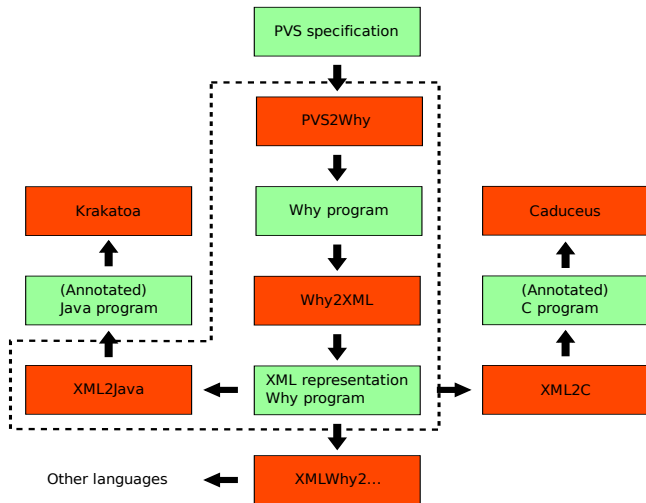 PVS specification
PVS2Why
Krakatoa
Why program
Caduceus
(Annotated)
Java program
Why2XML
(Annotated)
C program
XML2Java
XML representation
Why program
XML2C
Other languages
XMLWhy2...